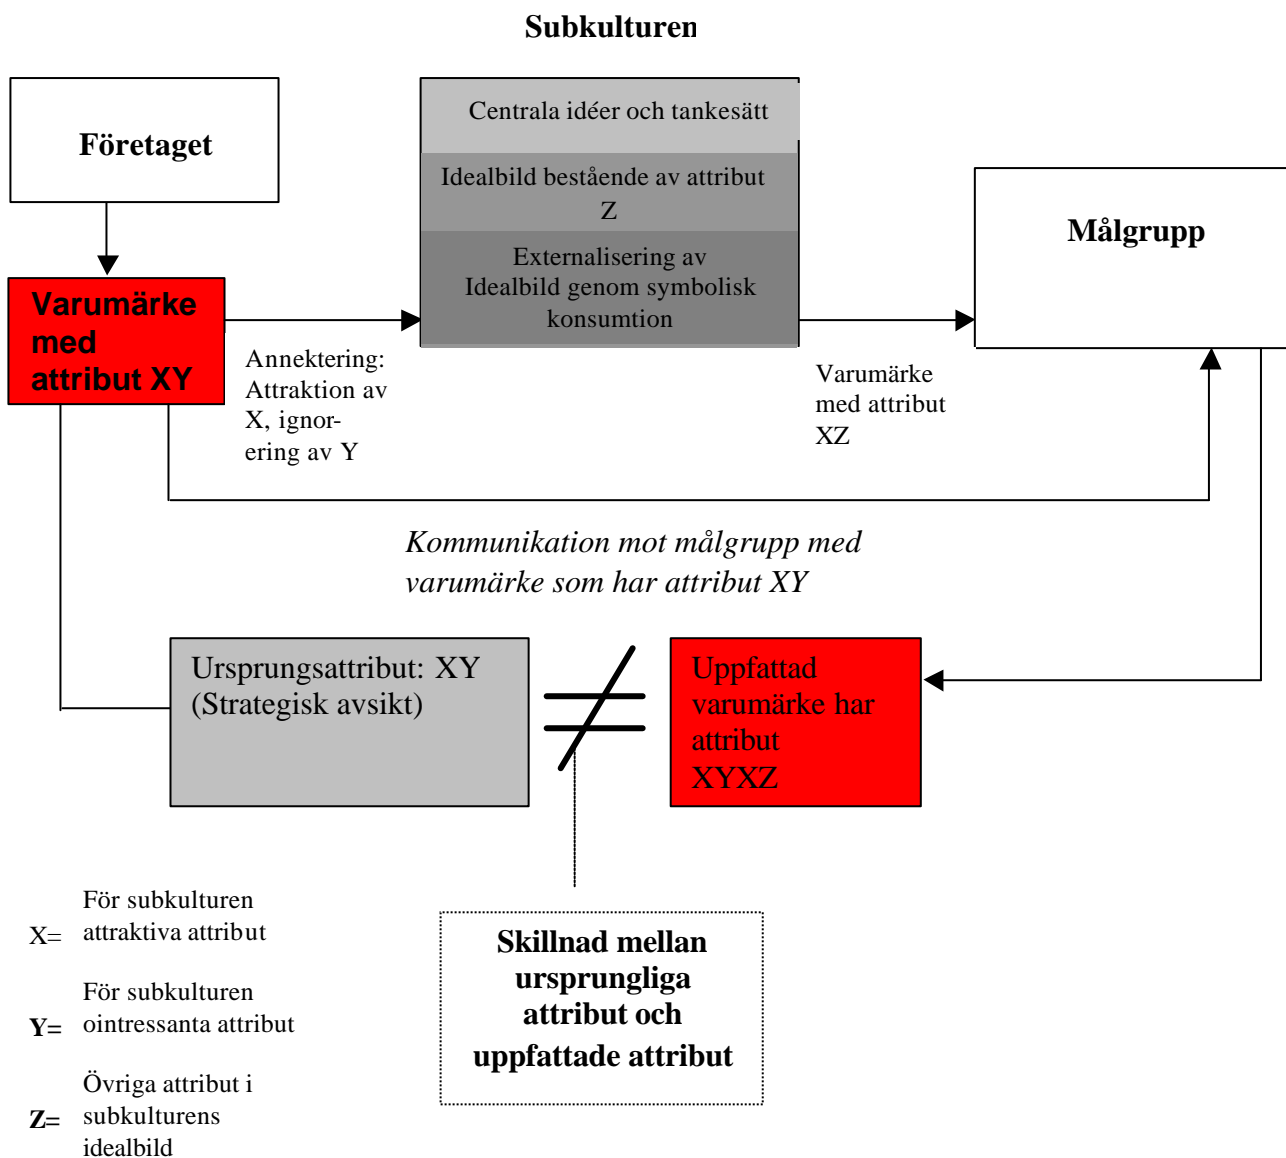 Subkulturen
Företaget
Centrala idéer och tankesätt
Idealbild bestående av attribut
Z
Externalisering av
Idealbild genom symbolisk
konsumtion
Målgrupp
Varumärke
med
attribut XY
Annektering:
Attraktion av
X, ignor-
ering av Y
Varumärke
med attribut
XZ
Kommunikation mot målgrupp med
varumärke som har attribut XY
Ursprungsattribut: XY
(Strategisk avsikt)
Uppfattad
varumärke har
attribut
XYXZ
Skillnad mellan
ursprungliga
attribut och
uppfattade attribut
För subkulturen
X= attraktiva attribut
För subkulturen
Y= ointressanta attribut
Övriga attribut i
Z= subkulturens
idealbild